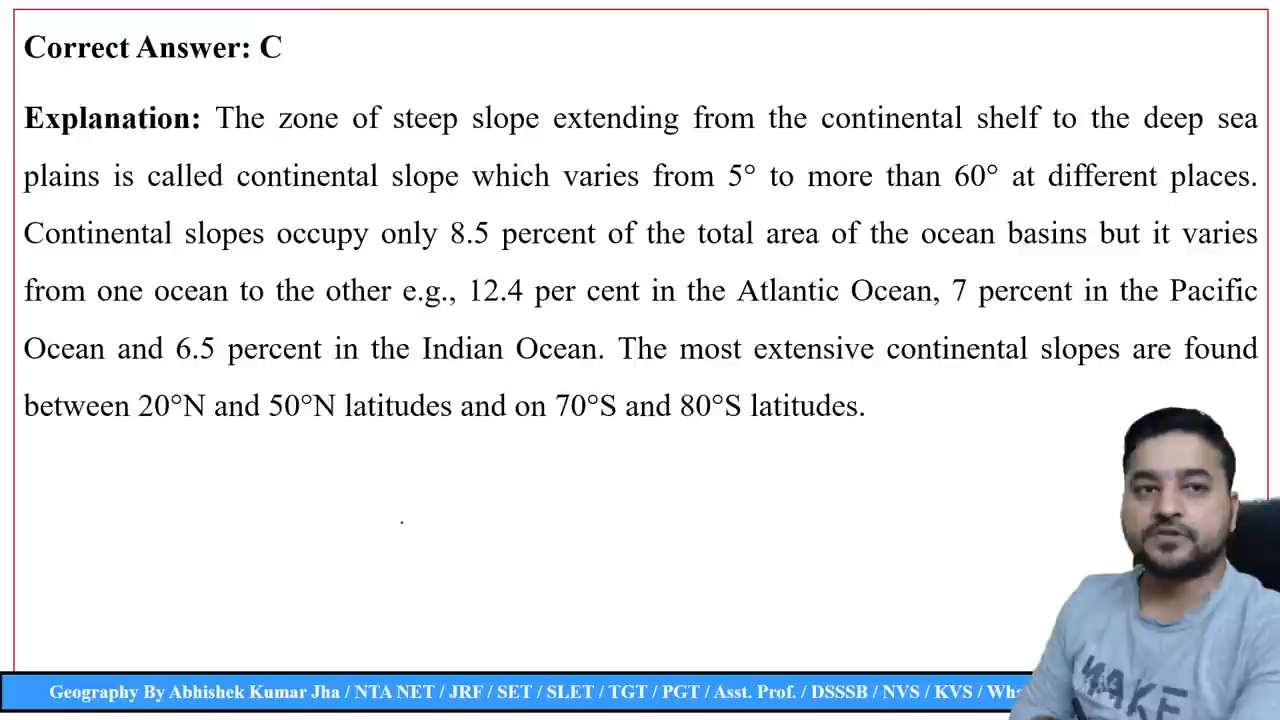 Correct Answer: C
Explanation: The zone of steep slope extending from the continental shelf to the deep sea
plains is called continental slope which varies from 5° to more than 60° at different places.
Continental slopes occupy only 8.5 percent of the total area of the ocean basins but it varies
from one ocean to the other e.g., 12.4 per cent in the Atlantic Ocean, 7 percent in the Pacific
Ocean and 6.5 percent in the Indian Ocean. The most extensive continental slopes are found
between 20°N and 50°N latitudes and on 70°S and 80°S latitudes.
Geography By Abhishek Kumar Jha / NTA NET / JRF / SET / SLET / TGT / PGT / Asst. Prof. / DSSSB / NVS / KVS /
MAKE